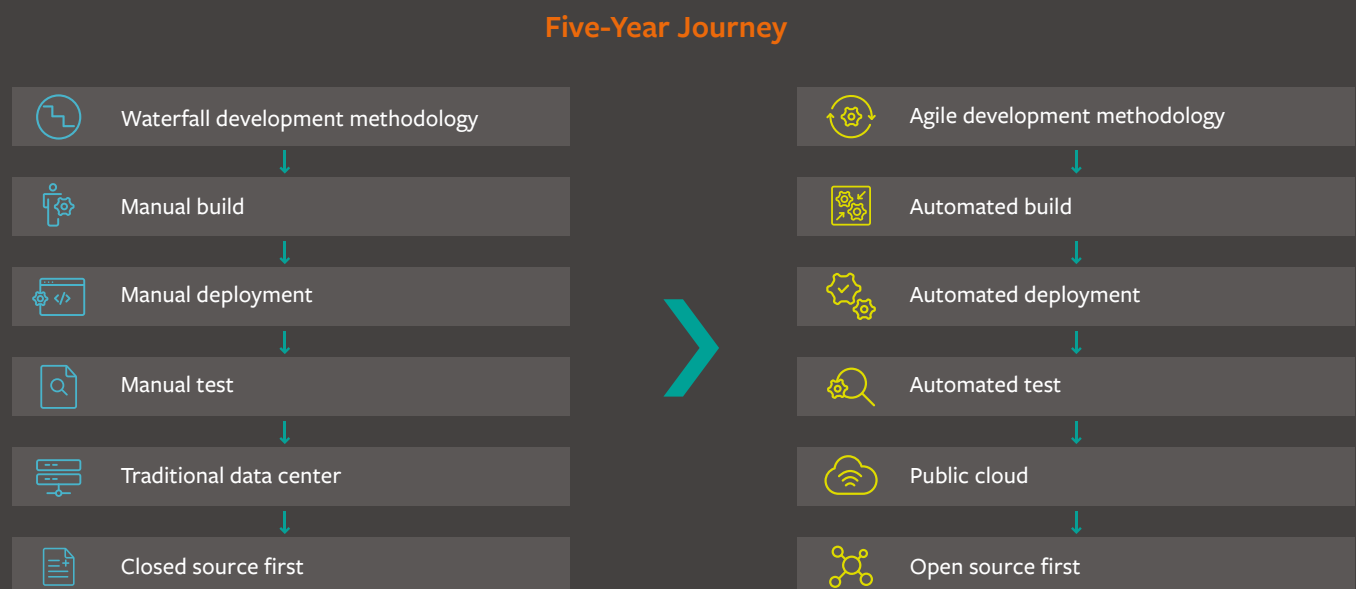 Five-Year Journey
Waterfall development methodology
Manual build
Manual deployment
Manual test
Traditional data center
Closed source first
Agile development methodology
Automated build
Automated deployment
Automated test
Public cloud
Open source first